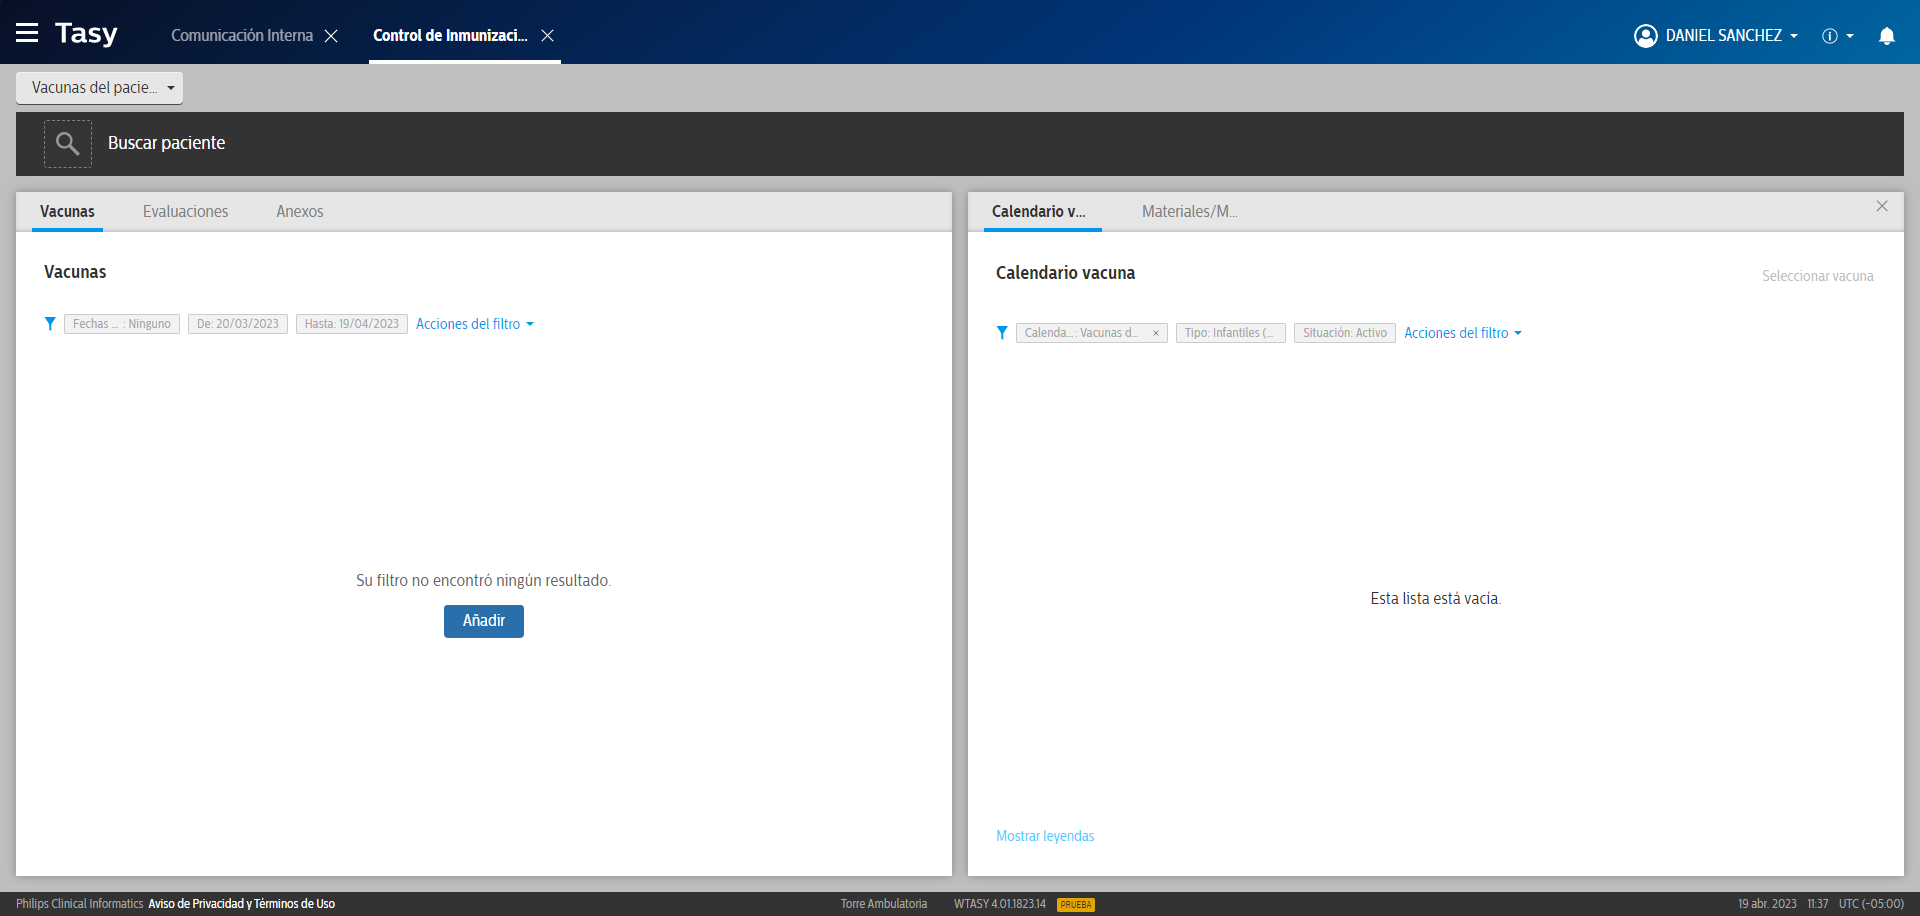 Tasy
Comunicación Interna
Control de Inmunizaci...
DANIEL SANCHEZ
Vacunas del pacie...
Buscar paciente
Vacunas
Evaluaciones
Anexos
Vacunas
Fechas ... : Ninguno
De: 20/03/2023
Hasta: 19/04/2023
Acciones del filtro
Su filtro no encontró ningún resultado.
Añadir
Calendario v...
Materiales/M...
Calendario vacuna
Seleccionar vacuna
Calenda... : Vacunas d...
Tipo: Infantiles (...
Situación: Activo
Acciones del filtro
Esta lista está vacía.
Mostrar leyendas
Philips Clinical Informatics Aviso de Privacidad y Términos de Uso
Torre Ambulatoria
WTASY 4.01.1823.14
PRUEBA
19 abr. 2023 11:37 UTC (-05:00)